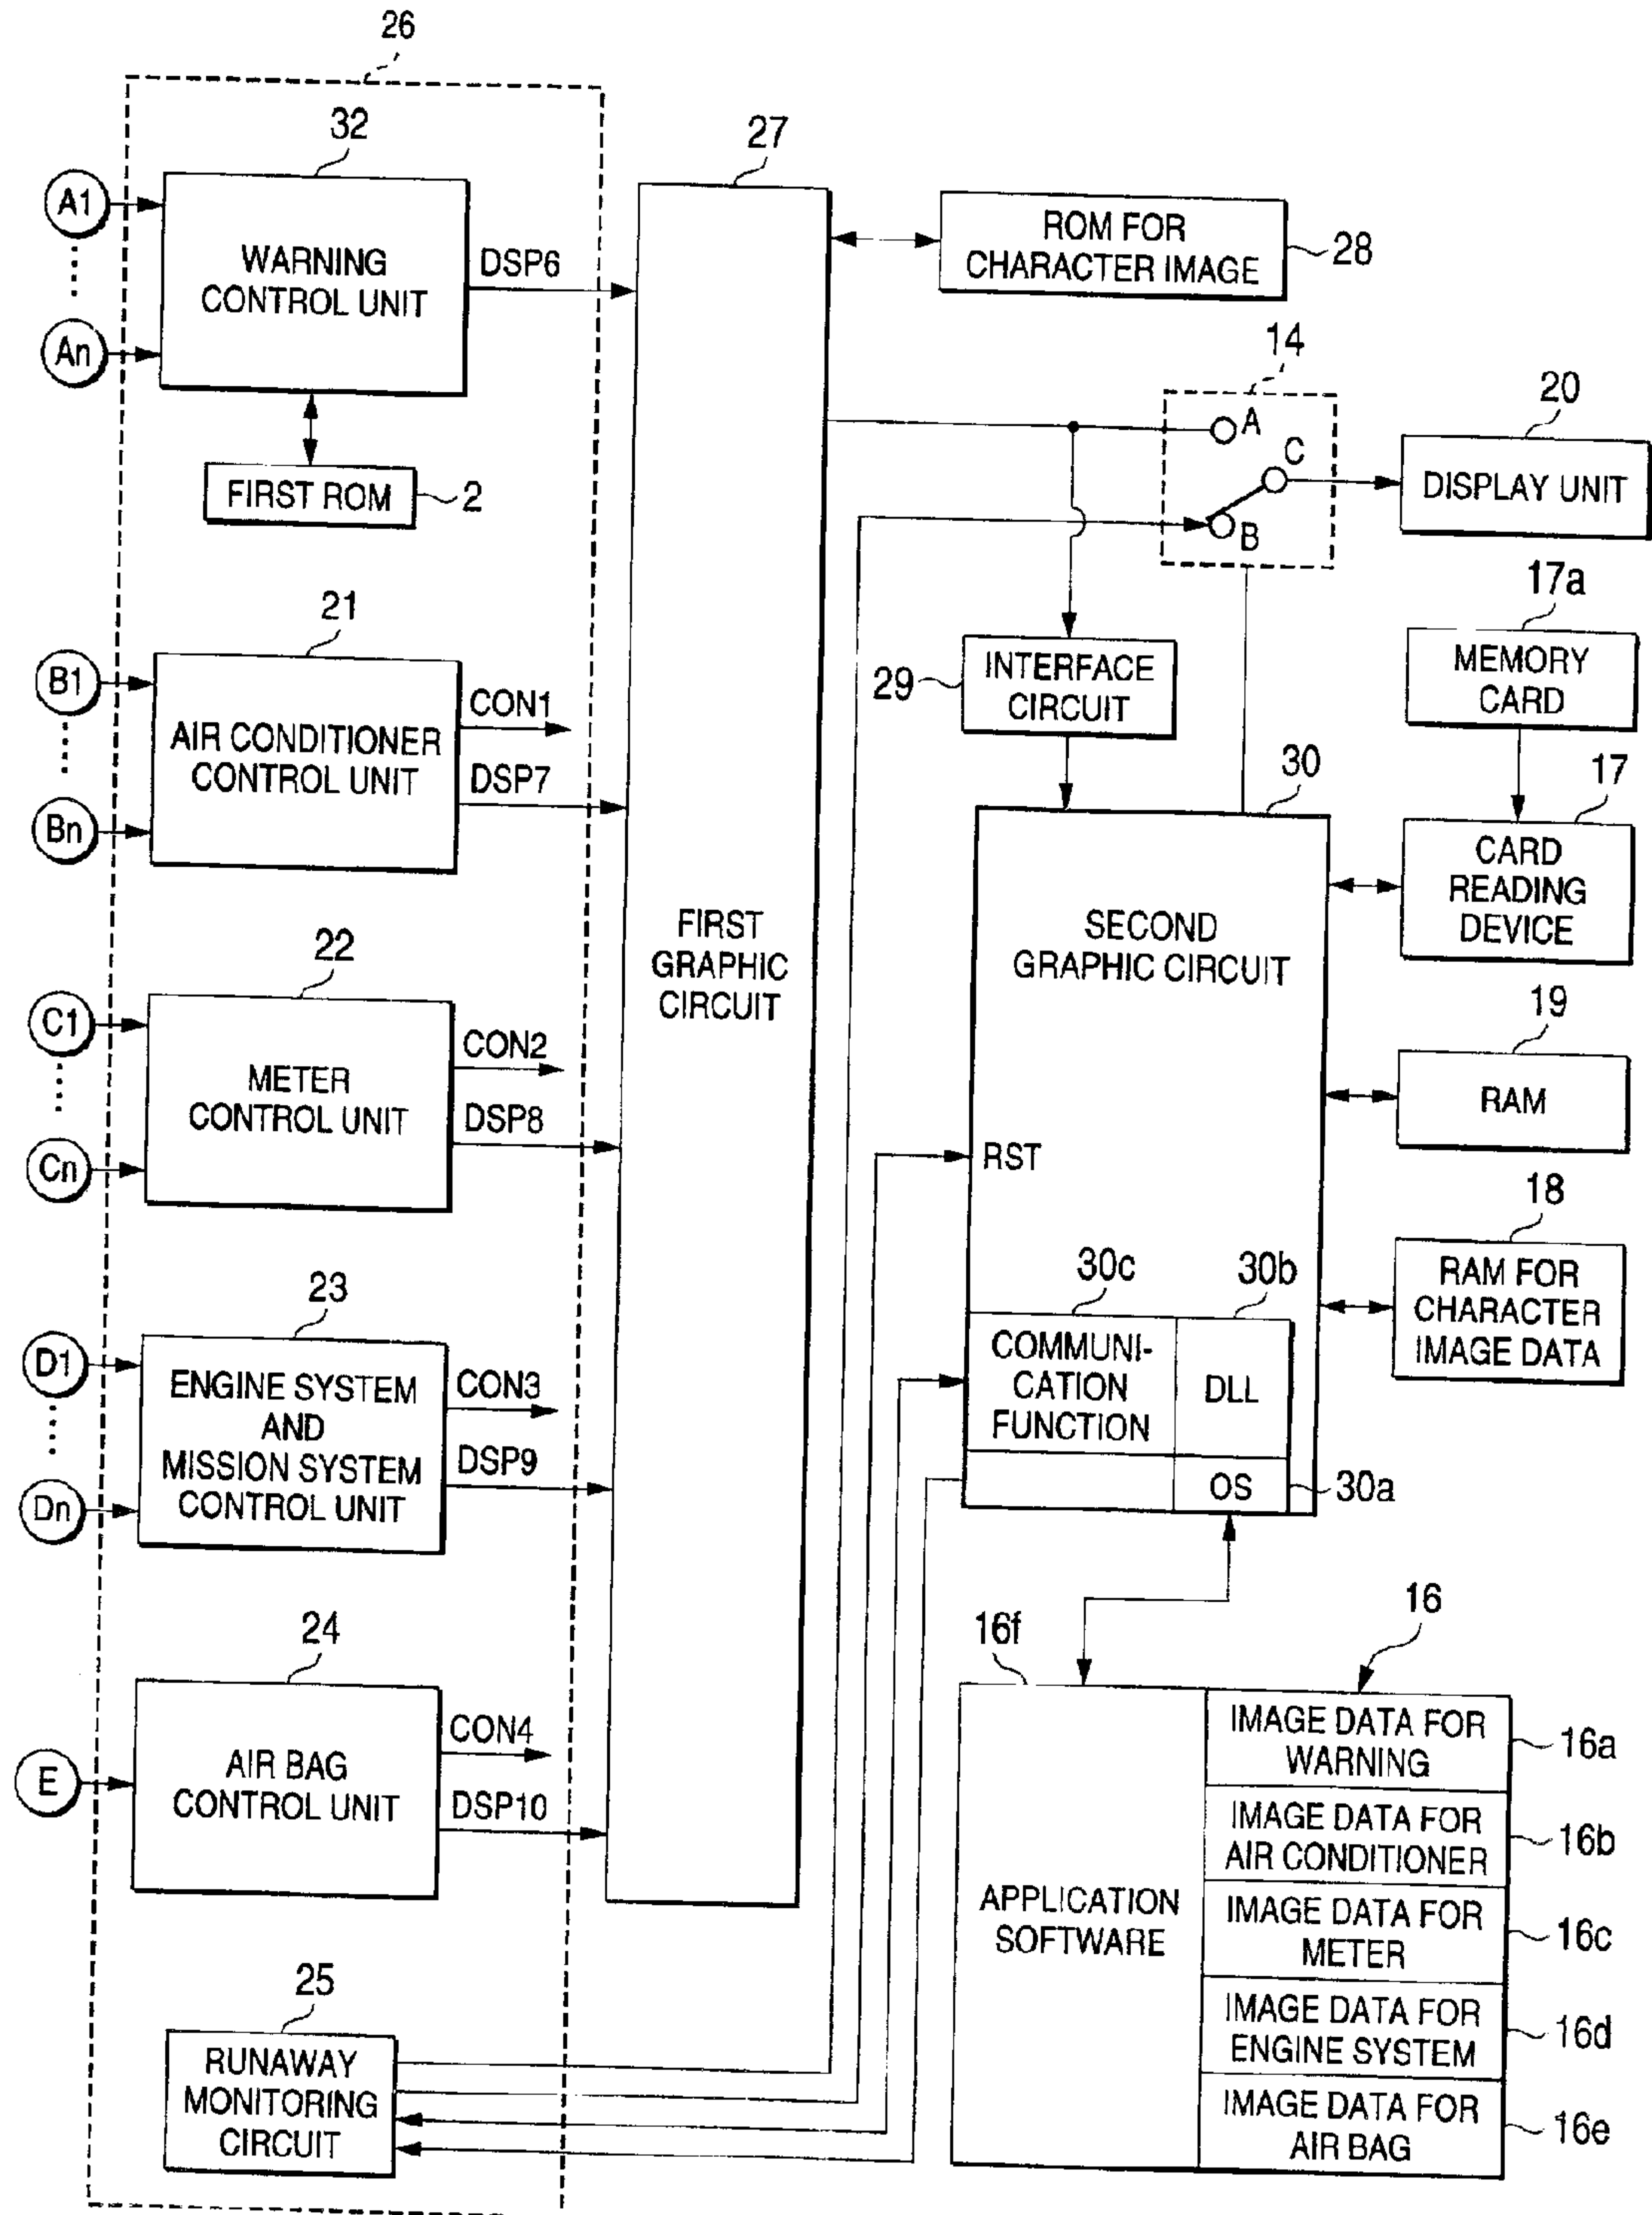 26
32
27
A1
An
WARNING
CONTROL UNIT
DSP6
ROM FOR
CHARACTER IMAGE
28
FIRST ROM
2
14
A
C
B
20
DISPLAY UNIT
17a
MEMORY
CARD
29
INTERFACE
CIRCUIT
21
B1
Bn
AIR CONDITIONER
CONTROL UNIT
CON1
DSP7
30
17
CARD
READING
DEVICE
FIRST
GRAPHIC
CIRCUIT
SECOND
GRAPHIC CIRCUIT
22
C1
Cn
METER
CONTROL UNIT
CON2
DSP8
19
RAM
RST
18
RAM FOR
CHARACTER
IMAGE DATA
30c
30b
COMMUNI-
CATION
FUNCTION
DLL
OS
30a
23
D1
Dn
ENGINE SYSTEM
AND
MISSION SYSTEM
CONTROL UNIT
CON3
DSP9
24
E
AIR BAG
CONTROL UNIT
CON4
DSP10
16f
16
APPLICATION
SOFTWARE
IMAGE DATA FOR
WARNING
16a
IMAGE DATA FOR
AIR CONDITIONER
16b
IMAGE DATA FOR
METER
16c
IMAGE DATA FOR
ENGINE SYSTEM
16d
IMAGE DATA FOR
AIR BAG
16e
25
RUNAWAY
MONITORING
CIRCUIT